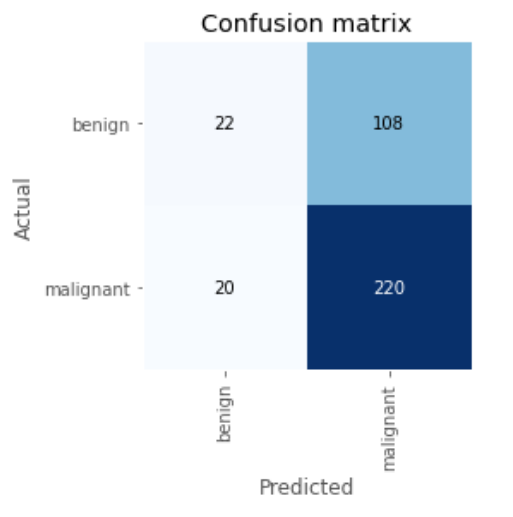 Confusion matrix
benign
22
108
Actual
malignant
20
220
benign
malignant
Predicted